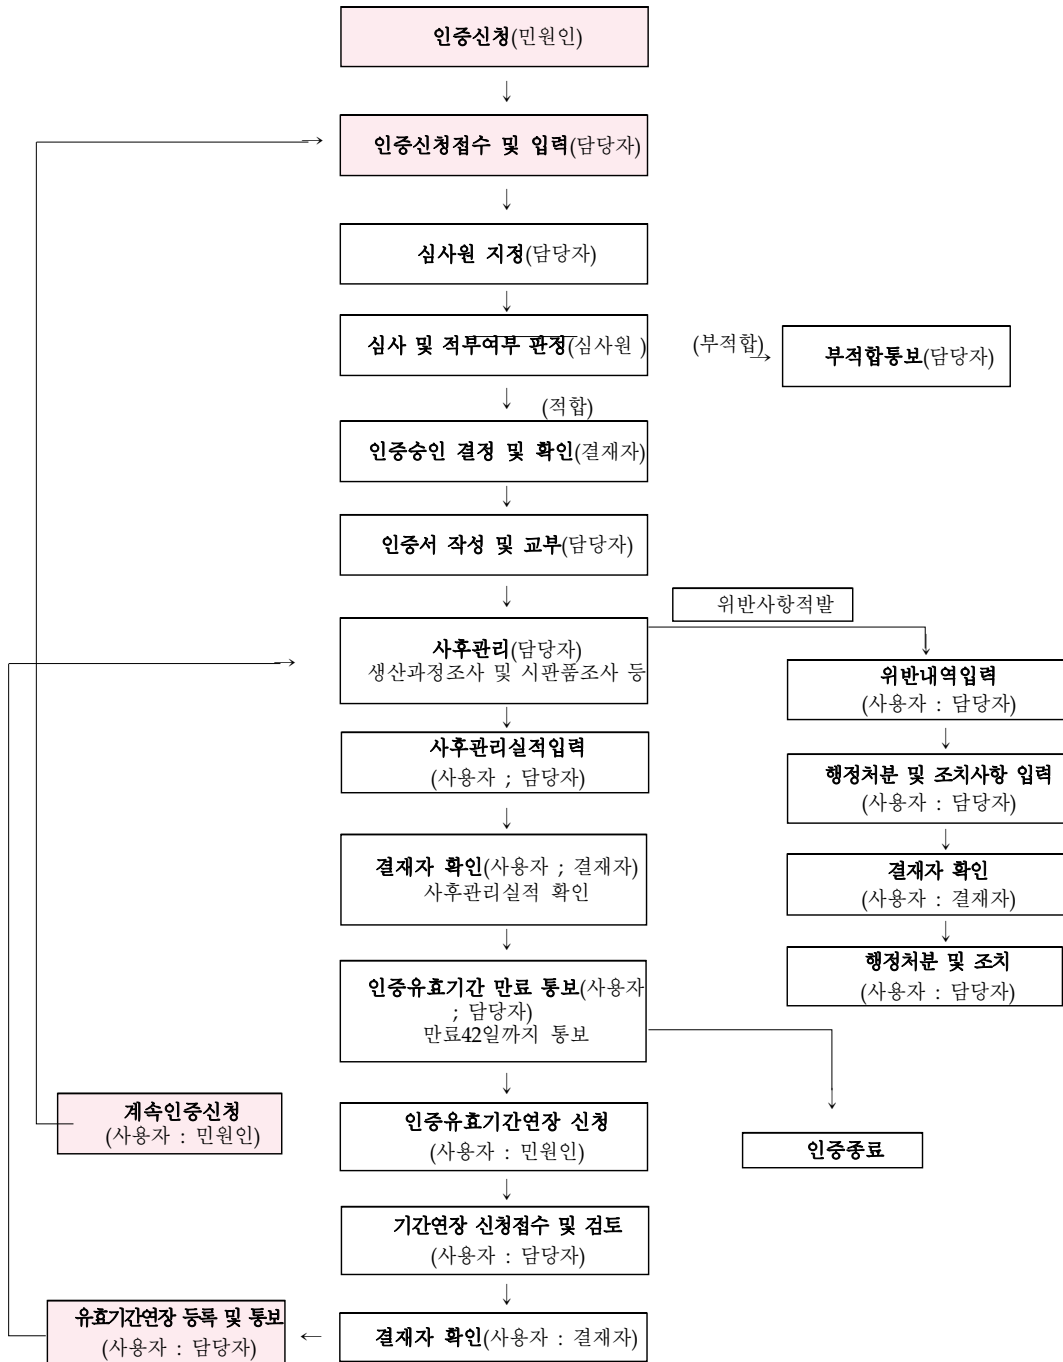 인증신청(민원인)
인증신청접수 및 입력(담당자)
심사원 지정(담당자)
심사 및 적부여부 판정(심사원 )
(부적합)
부적합통보(담당자)
(적합)
인증승인 결정 및 확인(결재자)
인증서 작성 및 교부(담당자)
위반사항적발
사후관리(담당자)
생산과정조사 및 시판품조사 등
위반내역입력
(사용자 : 담당자)
사후관리실적입력
(사용자 ; 담당자)
행정처분 및 조치사항 입력
(사용자 : 담당자)
결재자 확인(사용자 ; 결재자)
사후관리실적 확인
결재자 확인
(사용자 : 결재자)
행정처분 및 조치
(사용자 : 담당자)
인증유효기간 만료 통보(사용자
; 담당자)
만료42일까지 통보
계속인증신청
(사용자 : 민원인)
인증유효기간연장 신청
(사용자 : 민원인)
인증종료
기간연장 신청접수 및 검토
(사용자 : 담당자)
유효기간연장 등록 및 통보
(사용자 : 담당자)
결재자 확인(사용자 : 결재자)